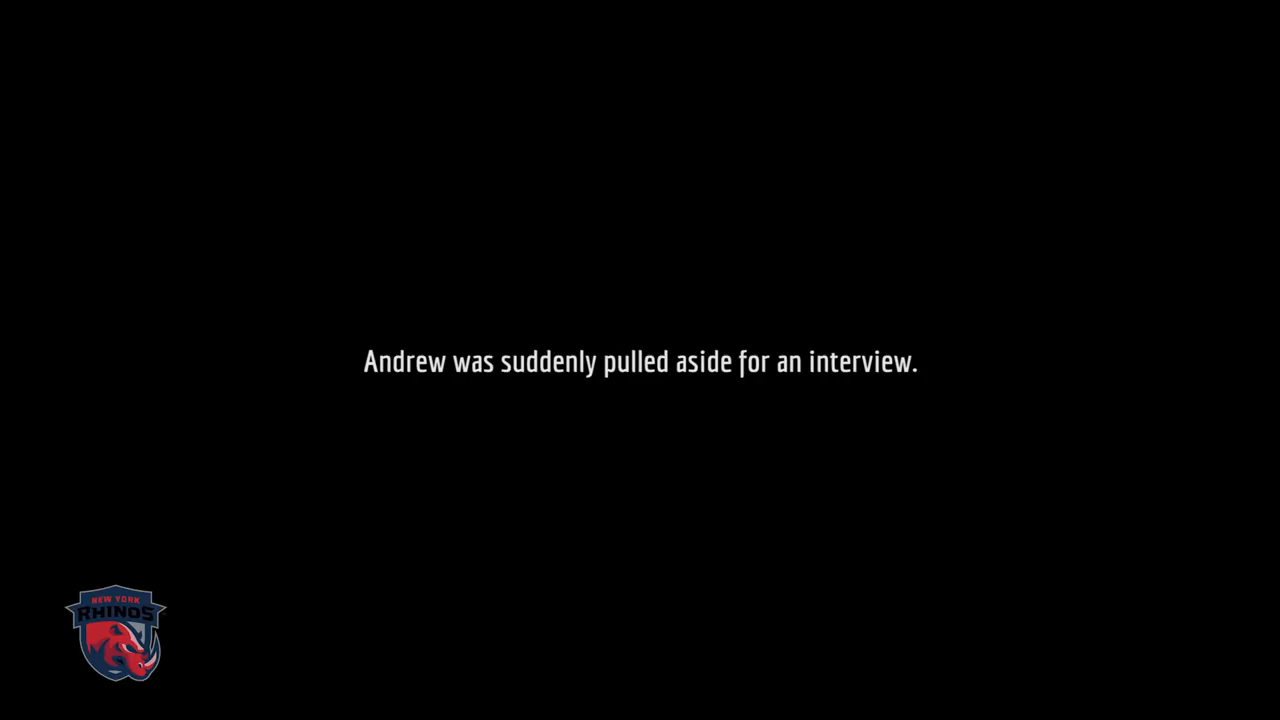 Andrew was suddenly pulled aside for an interview.
NEW YORK
RHINOS